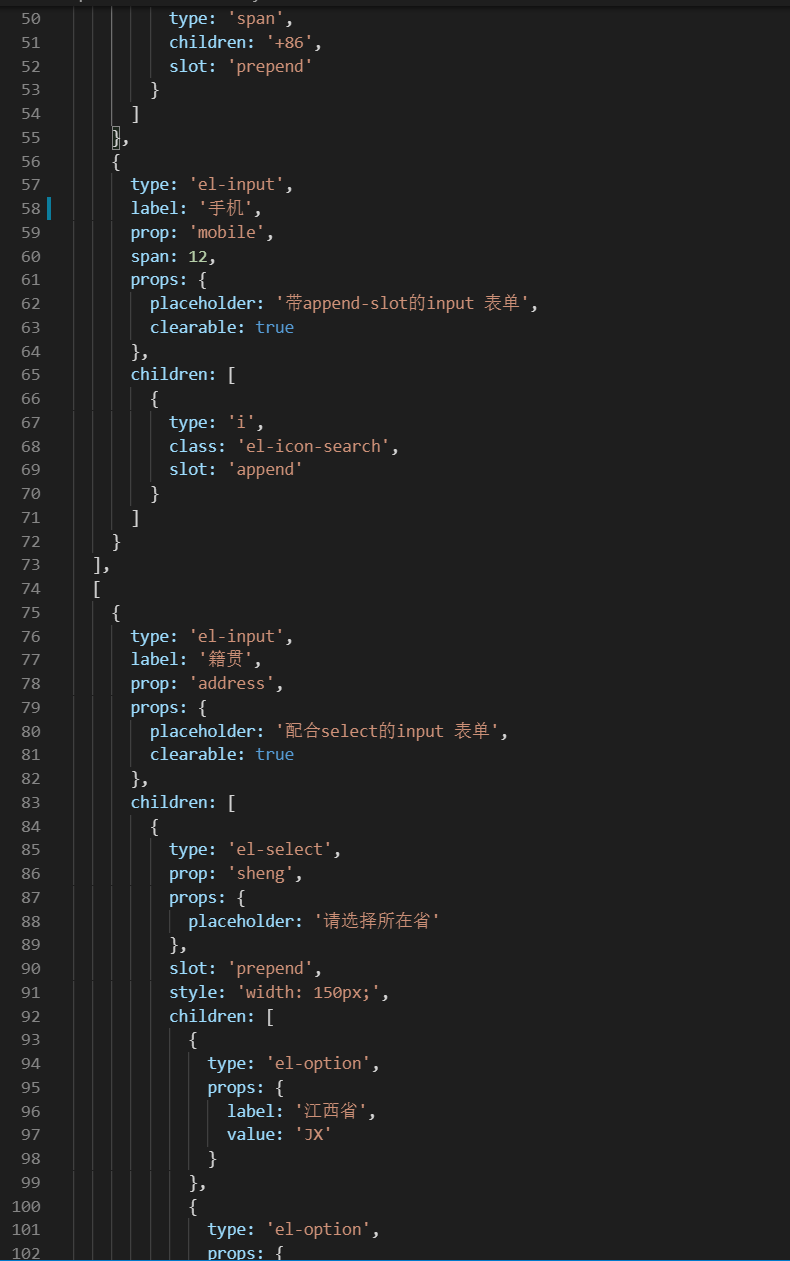 50 type: 'span',
51 children: '+86',
52 slot: 'prepend'
53 }
54 ]
55 },
56 {
57 type: 'el-input',
58 label: '手机',
59 prop: 'mobile',
60 span: 12,
61 props: {
62 placeholder: '带append-slot的input 表单',
63 clearable: true
64 },
65 children: [
66 {
67 type: 'i',
68 class: 'el-icon-search',
69 slot: 'append'
70 }
71 ]
72 }
73 ],
74 [
75 {
76 type: 'el-input',
77 label: '籍贯',
78 prop: 'address',
79 props: {
80 placeholder: '配合select的input 表单',
81 clearable: true
82 },
83 children: [
84 {
85 type: 'el-select',
86 prop: 'sheng',
87 props: {
88 placeholder: '请选择所在省'
89 },
90 slot: 'prepend',
91 style: 'width: 150px;',
92 children: [
93 {
94 type: 'el-option',
95 props: {
96 label: '江西省',
97 value: 'JX'
98 }
99 },
100 {
101 type: 'el-option',
102 props: {